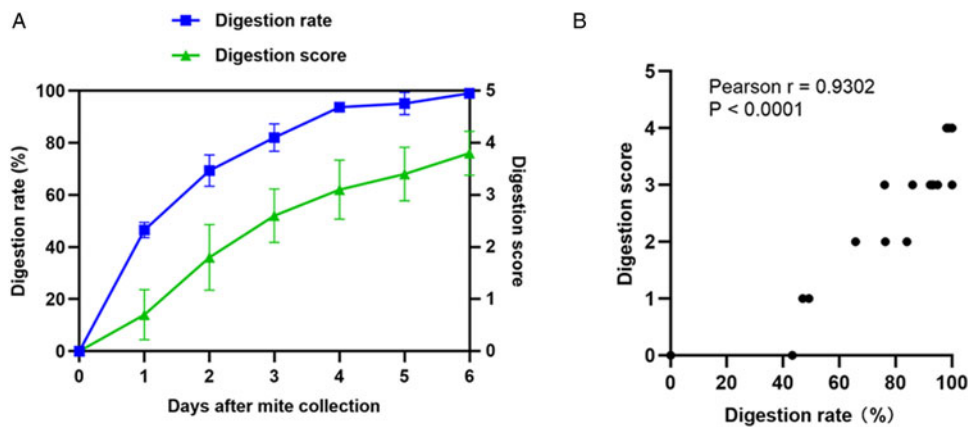 A
Digestion rate
Digestion score
100
80
60
40
20
0
Digestion rate (%)
5
4
3
2
1
0
Digestion score
0 1 2 3 4 5 6
Days after mite collection
B
Pearson r = 0.9302
P < 0.0001
5
4
3
2
1
0
Digestion score
0 20 40 60 80 100
Digestion rate (%)